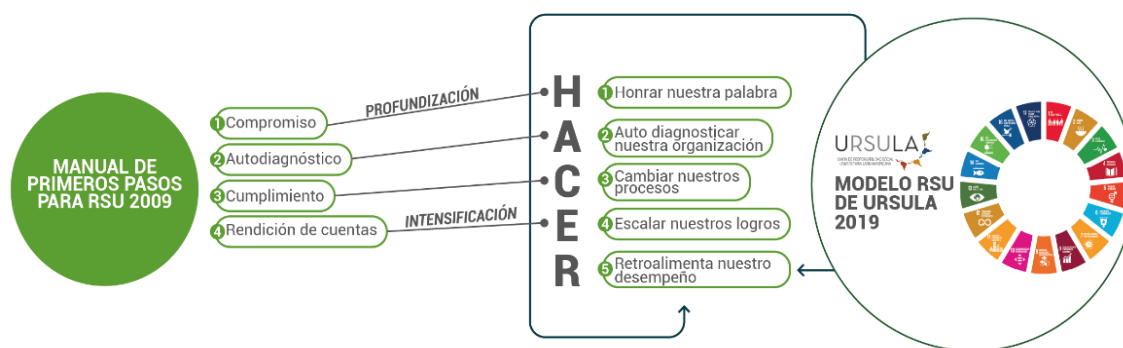 MANUAL DE
PRIMEROS PASOS
PARA RSU 2009
1 Compromiso
2 Autodiagnóstico
3 Cumplimiento
4 Rendición de cuentas
PROFUNDIZACIÓN
INTENSIFICACIÓN
H
1 Honrar nuestra palabra
A
2 Auto diagnosticar
nuestra organización
C
3 Cambiar nuestros
procesos
E
4 Escalar nuestros logros
R
5 Retroalimenta nuestro
desempeño
URSULA
MODELO RSU
DE URSULA
2019